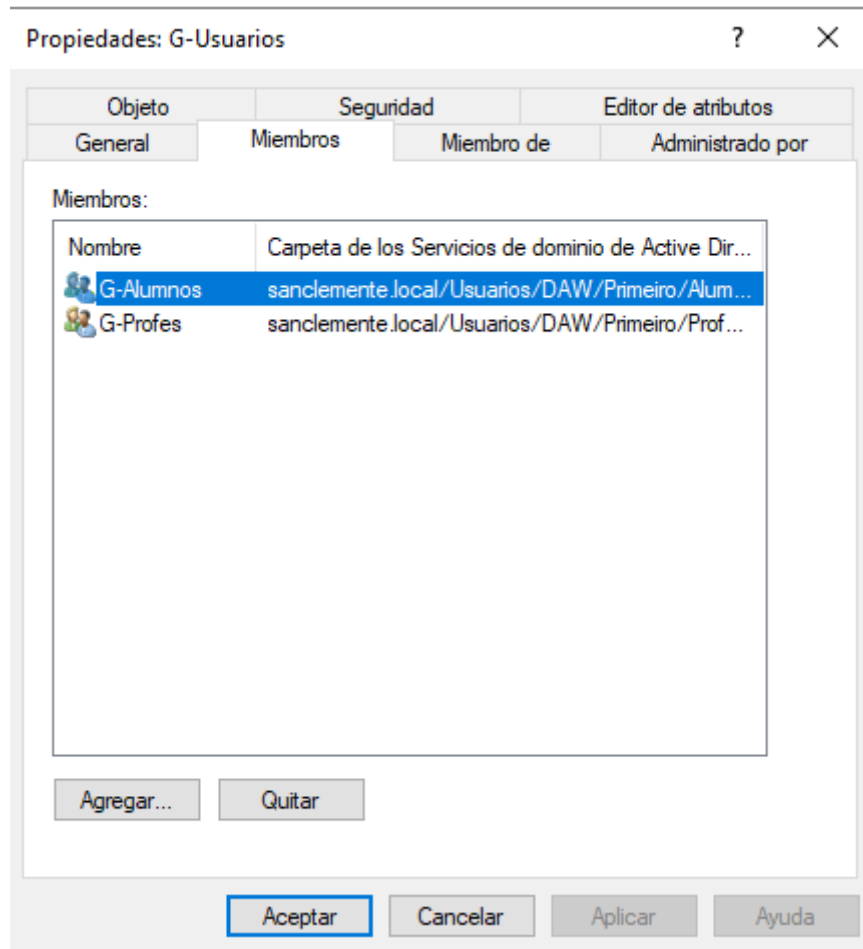 Propiedades: G-Usuarios ? ×
Objeto Seguridad Editor de atributos
General Miembros Miembro de Administrado por
Miembros:
Nombre Carpeta de los Servicios de dominio de Active Dir...
G-Alumnos sanclemente.local/Usuarios/DAW/Primeiro/Alum...
G-Profes sanclemente.local/Usuarios/DAW/Primeiro/Prof...
Agregar... Quitar
Aceptar Cancelar Aplicar Ayuda